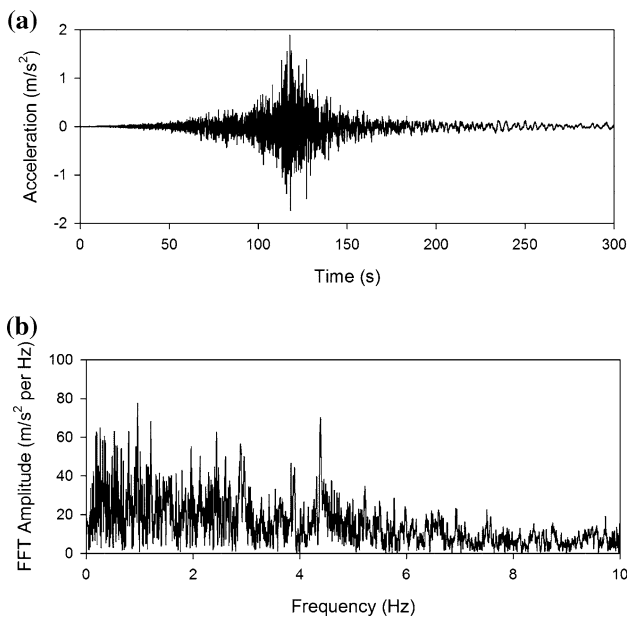 (a)
Acceleration (m/s²)
2
1
0
-1
-2
0 50 100 150 200 250 300
Time (s)
(b)
FFT Amplitude (m/s² per Hz)
100
80
60
40
20
0
0 2 4 6 8 10
Frequency (Hz)